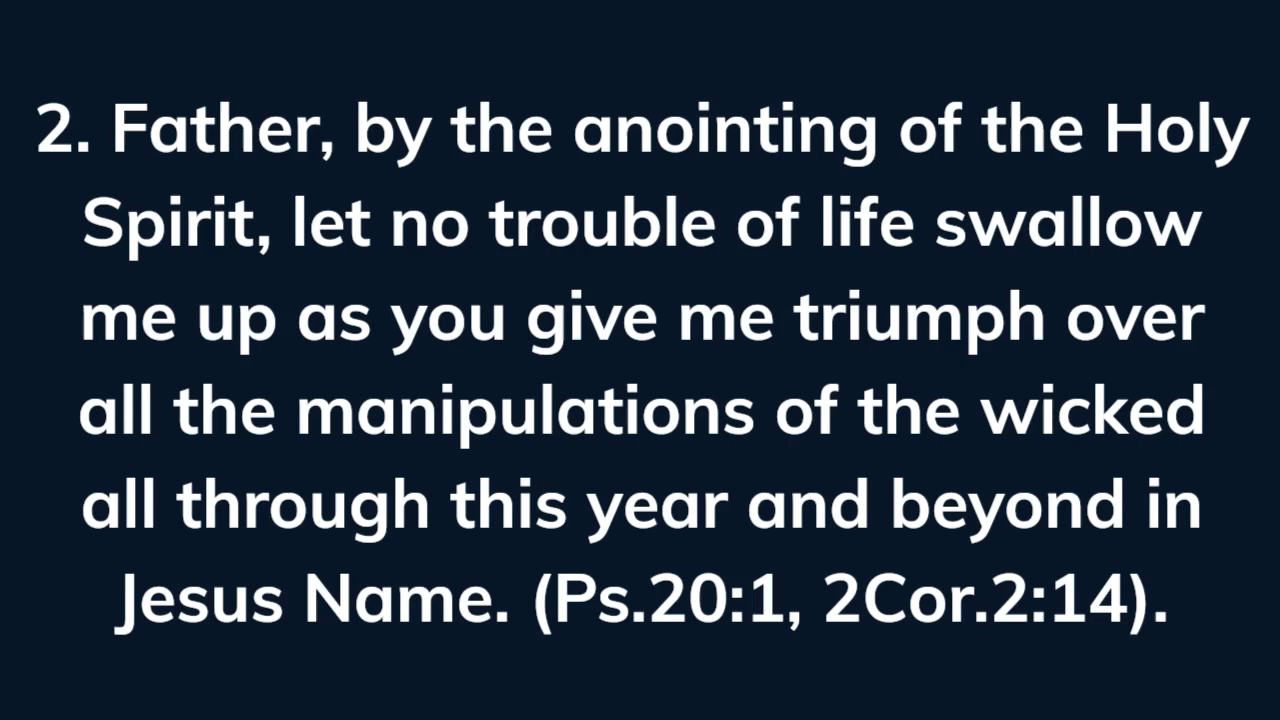 2. Father, by the anointing of the Holy
Spirit, let no trouble of life swallow
me up as you give me triumph over
all the manipulations of the wicked
all through this year and beyond in
Jesus Name. (Ps.20:1, 2Cor.2:14).